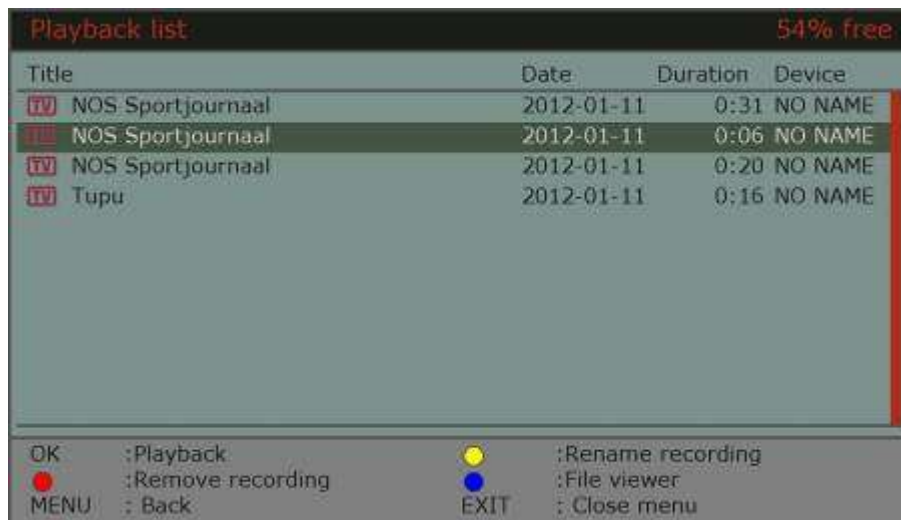 Playback list 54% free
Title Date Duration Device
TV NOS Sportjournaal 2012-01-11 0:31 NO NAME
NOS Sportjournaal 2012-01-11 0:06 NO NAME
TV NOS Sportjournaal 2012-01-11 0:20 NO NAME
TV Tupu 2012-01-11 0:16 NO NAME
OK :Playback :Rename recording
:Remove recording :File viewer
MENU : Back EXIT : Close menu